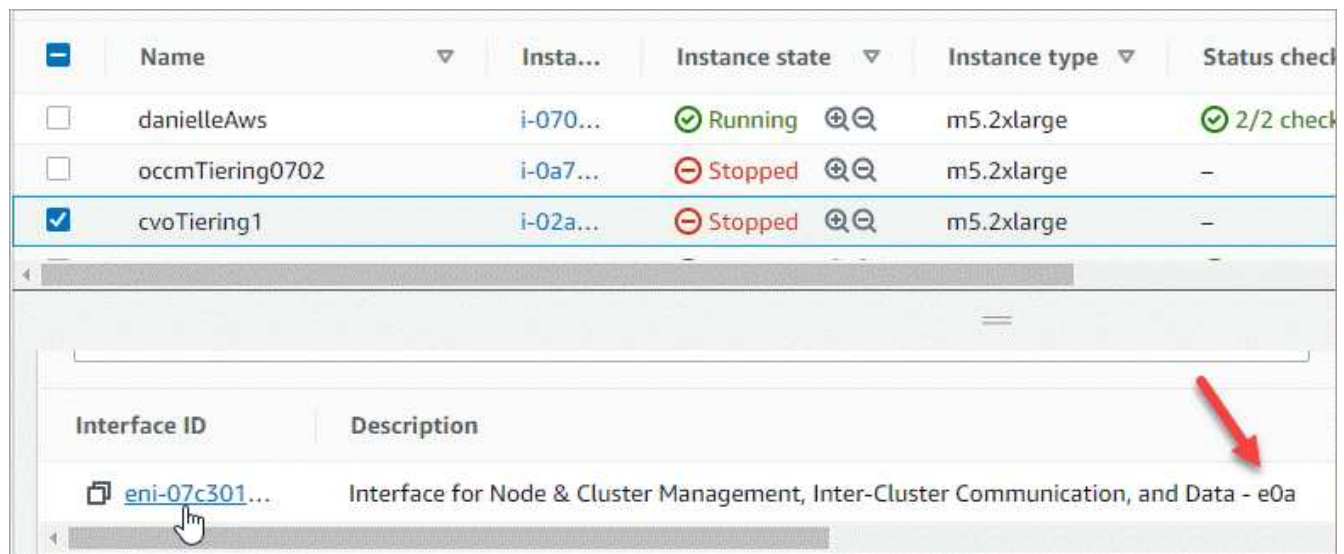 Name Insta... Instance state Instance type Status check
danielleAws i-070... Running m5.2xlarge 2/2 check
occmTiering0702 i-0a7... Stopped m5.2xlarge –
cvoTiering1 i-02a... Stopped m5.2xlarge –
Interface ID Description
eni-07c301... Interface for Node & Cluster Management, Inter-Cluster Communication, and Data - e0a